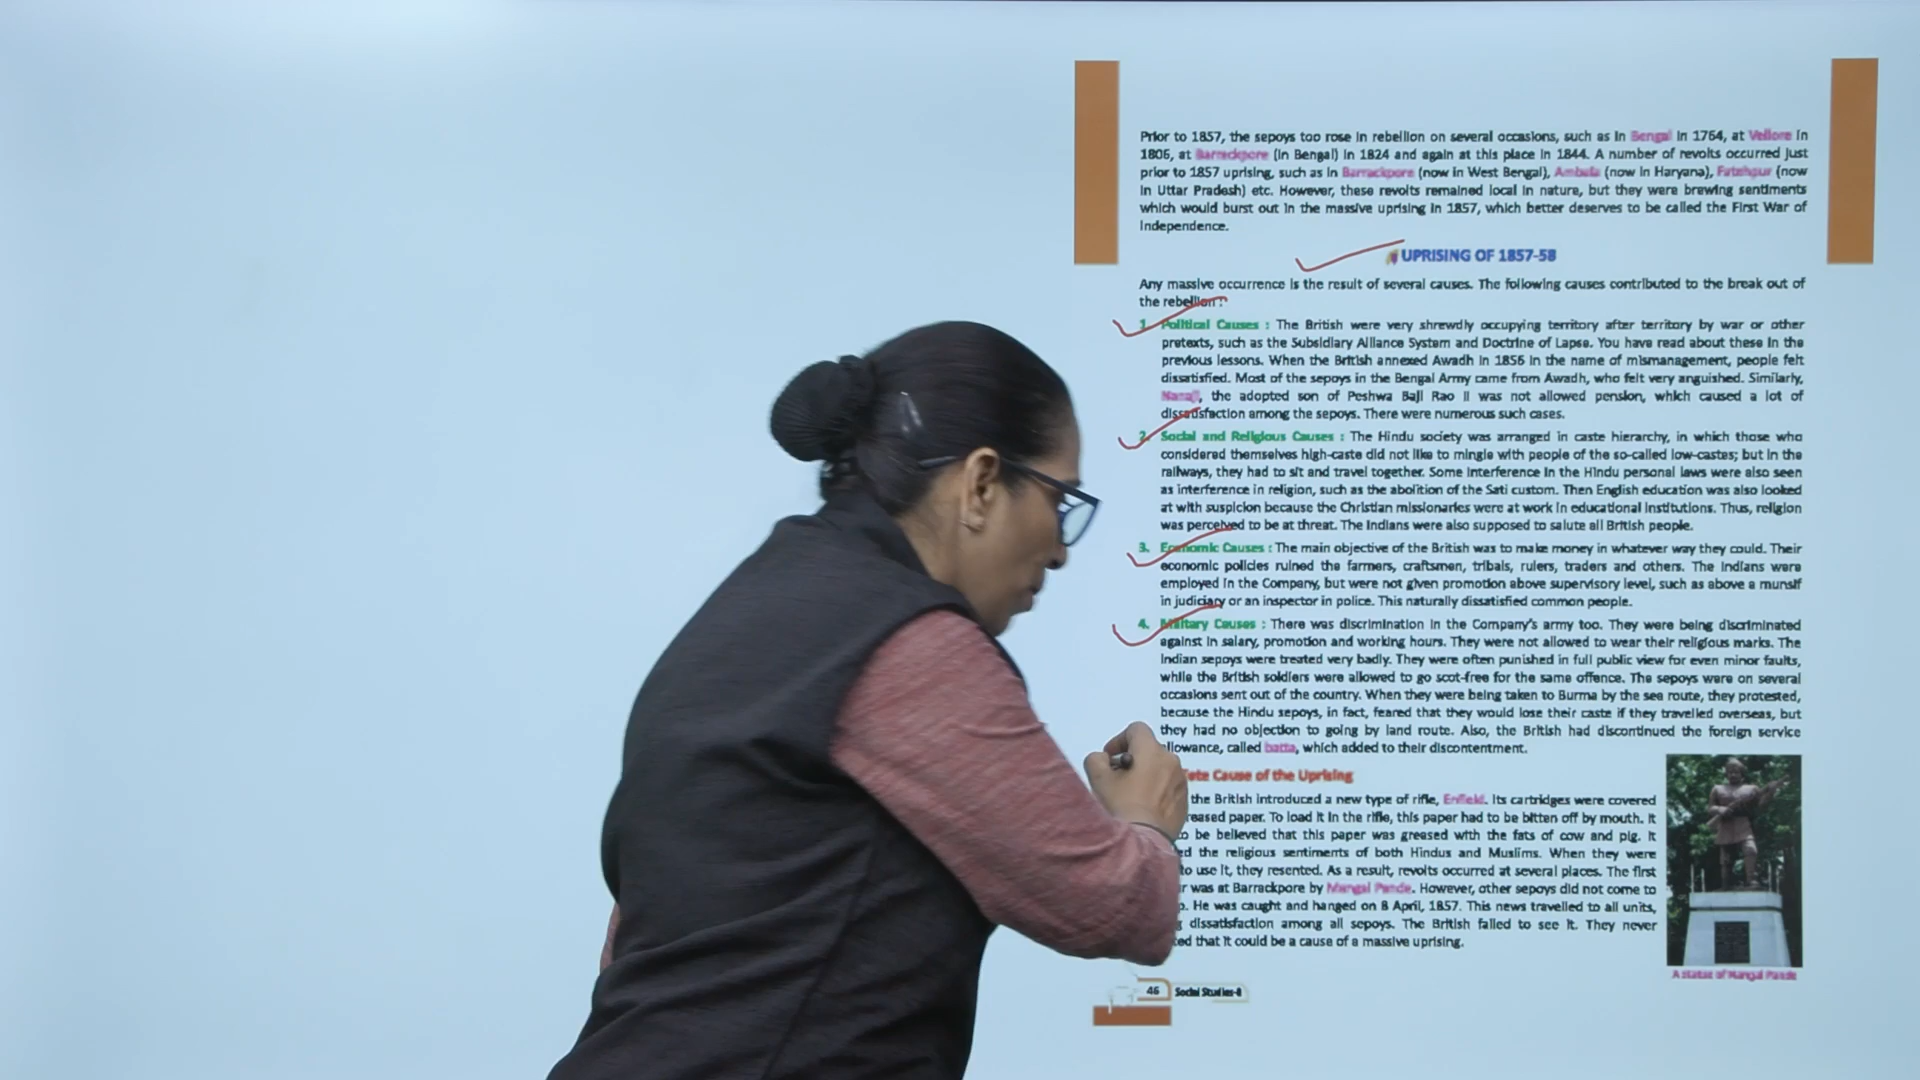 Prior to 1857, the sepoys too rose in rebellion on several occasions, such as in Bengal in 1764, at Vellore in
1806, at Barrackpore (in Bengal) in 1824 and again at this place in 1844. A number of revolts occurred just
prior to 1857 uprising, such as in Barrackpore (now in West Bengal), Ambala (now in Haryana), Fatehpur (now
in Uttar Pradesh) etc. However, these revolts remained local in nature, but they were brewing sentiments
which would burst out in the massive uprising in 1857, which better deserves to be called the First War of
Independence.
UPRISING OF 1857-58
Any massive occurrence is the result of several causes. The following causes contributed to the break out of
the rebellion :
1. Political Causes : The British were very shrewdly occupying territory after territory by war or other
pretexts, such as the Subsidiary Alliance System and Doctrine of Lapse. You have read about these in the
previous lessons. When the British annexed Awadh in 1856 in the name of mismanagement, people felt
dissatisfied. Most of the sepoys in the Bengal Army came from Awadh, who felt very anguished. Similarly,
Nanaji, the adopted son of Peshwa Baji Rao II was not allowed pension, which caused a lot of
dissatisfaction among the sepoys. There were numerous such cases.
2. Social and Religious Causes : The Hindu society was arranged in caste hierarchy, in which those who
considered themselves high-caste did not like to mingle with people of the so-called low-castes; but in the
railways, they had to sit and travel together. Some interference in the Hindu personal laws were also seen
as interference in religion, such as the abolition of the Sati custom. Then English education was also looked
at with suspicion because the Christian missionaries were at work in educational institutions. Thus, religion
was perceived to be at threat. The Indians were also supposed to salute all British people.
3. Economic Causes : The main objective of the British was to make money in whatever way they could. Their
economic policies ruined the farmers, craftsmen, tribals, rulers, traders and others. The Indians were
employed in the Company, but were not given promotion above supervisory level, such as above a munsif
in judiciary or an inspector in police. This naturally dissatisfied common people.
4. Military Causes : There was discrimination in the Company's army too. They were being discriminated
against in salary, promotion and working hours. They were not allowed to wear their religious marks. The
Indian sepoys were treated very badly. They were often punished in full public view for even minor faults,
while the British soldiers were allowed to go scot-free for the same offence. The sepoys were on several
occasions sent out of the country. When they were being taken to Burma by the sea route, they protested,
because the Hindu sepoys, in fact, feared that they would lose their caste if they travelled overseas, but
they had no objection to going by land route. Also, the British had discontinued the foreign service
llowance, called batta, which added to their discontentment.
ate Cause of the Uprising
the British introduced a new type of rifle, Enfield. Its cartridges were covered
reased paper. To load it in the rifle, this paper had to be bitten off by mouth. It
to be believed that this paper was greased with the fats of cow and pig. It
ed the religious sentiments of both Hindus and Muslims. When they were
to use it, they resented. As a result, revolts occurred at several places. The first
r was at Barrackpore by Mangal Pande. However, other sepoys did not come to
p. He was caught and hanged on 8 April, 1857. This news travelled to all units,
g dissatisfaction among all sepoys. The British failed to see it. They never
ted that it could be a cause of a massive uprising.
A statue of Mangal Pande
46 Social Studies-8